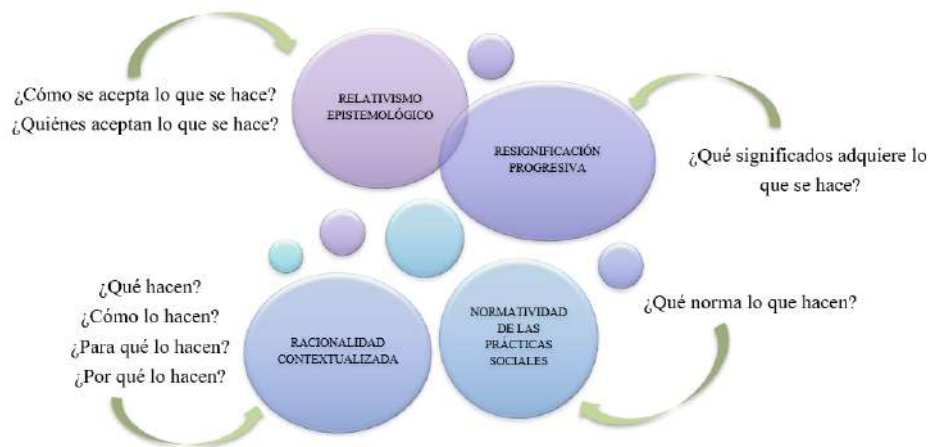 ¿Cómo se acepta lo que se hace?
¿Quiénes aceptan lo que se hace?
RELATIVISMO
EPISTEMOLÓGICO
RESIGNIFICACIÓN
PROGRESIVA
¿Qué significados adquiere lo
que se hace?
¿Qué hacen?
¿Cómo lo hacen?
¿Para qué lo hacen?
¿Por qué lo hacen?
RACIONALIDAD
CONTEXTUALIZADA
NORMATIVIDAD
DE LAS
PRÁCTICAS
SOCIALES
¿Qué norma lo que hacen?